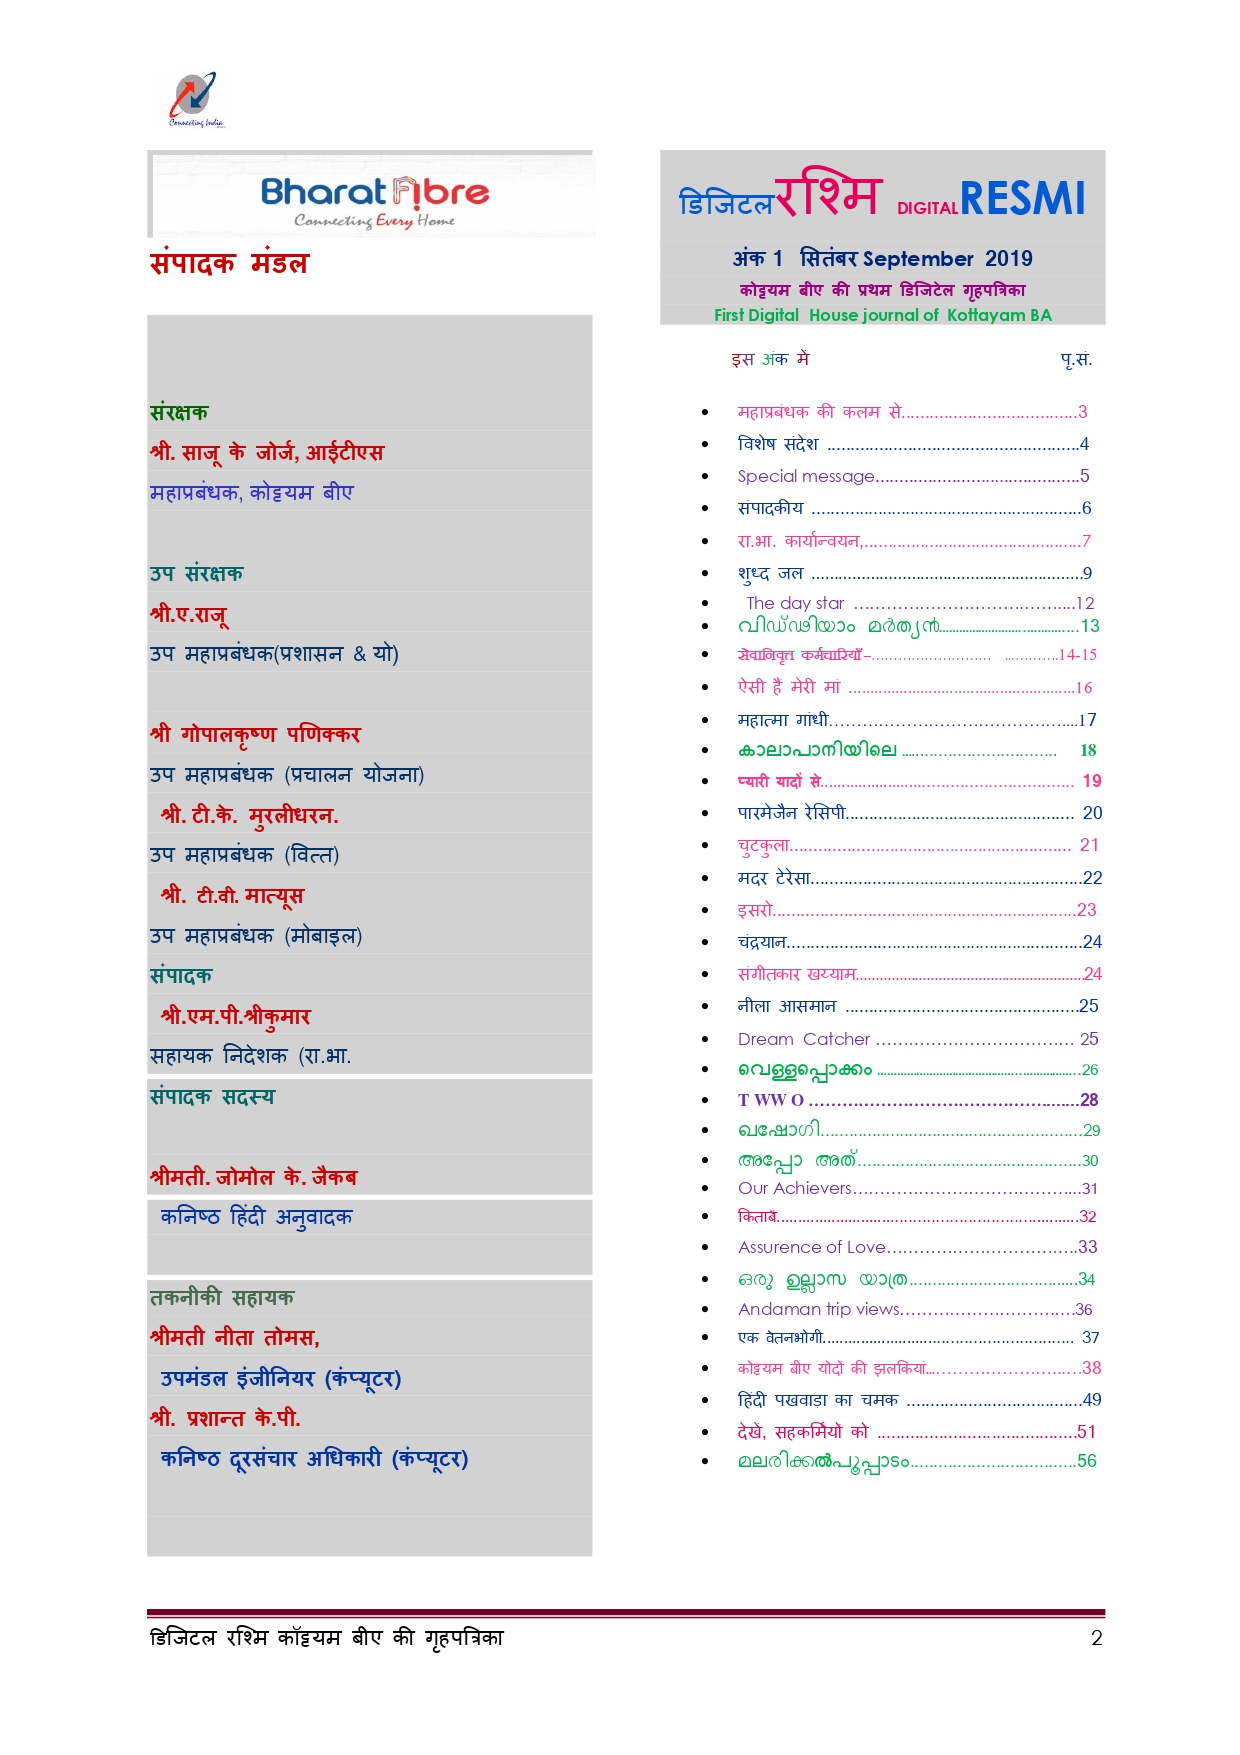 Connecting India
BharatFibre
Connecting Every Home
संपादक मंडल
संरक्षक
श्री. साजू के जोर्ज, आईटीएस
महाप्रबंधक, कोट्टयम बीए
उप संरक्षक
श्री.ए.राजू
उप महाप्रबंधक(प्रशासन & यो)
श्री गोपालकृष्ण पणिक्कर
उप महाप्रबंधक (प्रचालन योजना)
श्री. टी.के. मुरलीधरन.
उप महाप्रबंधक (वित्त)
श्री. टी.वी. मात्यूस
उप महाप्रबंधक (मोबाइल)
संपादक
श्री.एम.पी.श्रीकुमार
सहायक निदेशक (रा.भा.
संपादक सदस्य
श्रीमती. जोमोल के. जैकब
कनिष्ठ हिंदी अनुवादक
तकनीकी सहायक
श्रीमती नीता तोमस,
उपमंडल इंजीनियर (कंप्यूटर)
श्री. प्रशान्त के.पी.
कनिष्ठ दूरसंचार अधिकारी (कंप्यूटर)
डिजिटल रश्मि DIGITAL RESMI
अंक 1 सितंबर September 2019
कोट्टयम बीए की प्रथम डिजिटेल गृहपत्रिका
First Digital House journal of Kottayam BA
इस अंक में पृ.सं.
• महाप्रबंधक की कलम से.....................................3
• विशेष संदेश .....................................................4
• Special message..........................................5
• संपादकीय ........................................................6
• रा.भा. कार्यान्वयन,.............................................7
• शुध्द जल ...........................................................9
• The day star .......................................12
• വിഡ്ഢിയാം മർത്യൻ........................................13
• सेवानिवृत्त कर्मचारियाँ –...................... ............14-15
• ऐसी हैं मेरी मां ..................................................16
• महात्मा गांधी.............................................17
• കാലാപാനിയിലെ .................................. 18
• प्यारी यादों से..................................................... 19
• पारमेजैन रेसिपी................................................ 20
• चुटकुला............................................................ 21
• मदर टेरेसा.........................................................22
• इसरो.................................................................23
• चंद्रयान..............................................................24
• संगीतकार खय्याम......................................................24
• नीला आसमान .................................................25
• Dream Catcher .................................... 25
• വെള്ളപ്പൊക്കം ....................................................26
• T WW O ..............................................28
• ഖഷോഗി.......................................................29
• അപ്പോ അത്...............................................30
• Our Achievers..........................................31
• किताबें.....................................................................32
• Assurence of Love...................................33
• ഒരു ഉല്ലാസ യാത്ര.....................................34
• Andaman trip views................................36
• एक वेतनभोगी..................................................... 37
• कोट्टयम बीए योदों की झलकियां............................38
• हिंदी पखवाड़ा का चमक .....................................49
• देखें, सहकर्मियों को ..........................................51
• മലരിക്കൽപൂപ്പാടം...................................56
डिजिटल रश्मि कॉट्टयम बीए की गृहपत्रिका 2